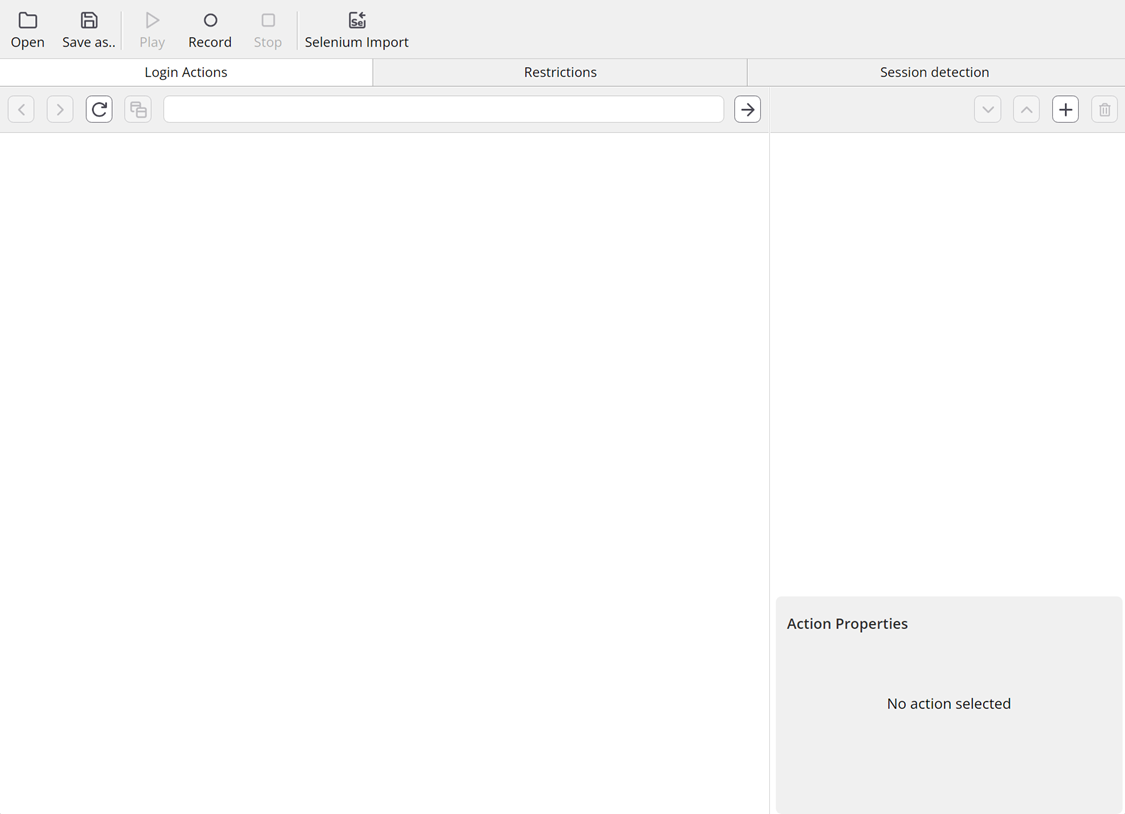 Open Save as.. Play Record Stop Selenium Import
Login Actions Restrictions Session detection
Action Properties
No action selected